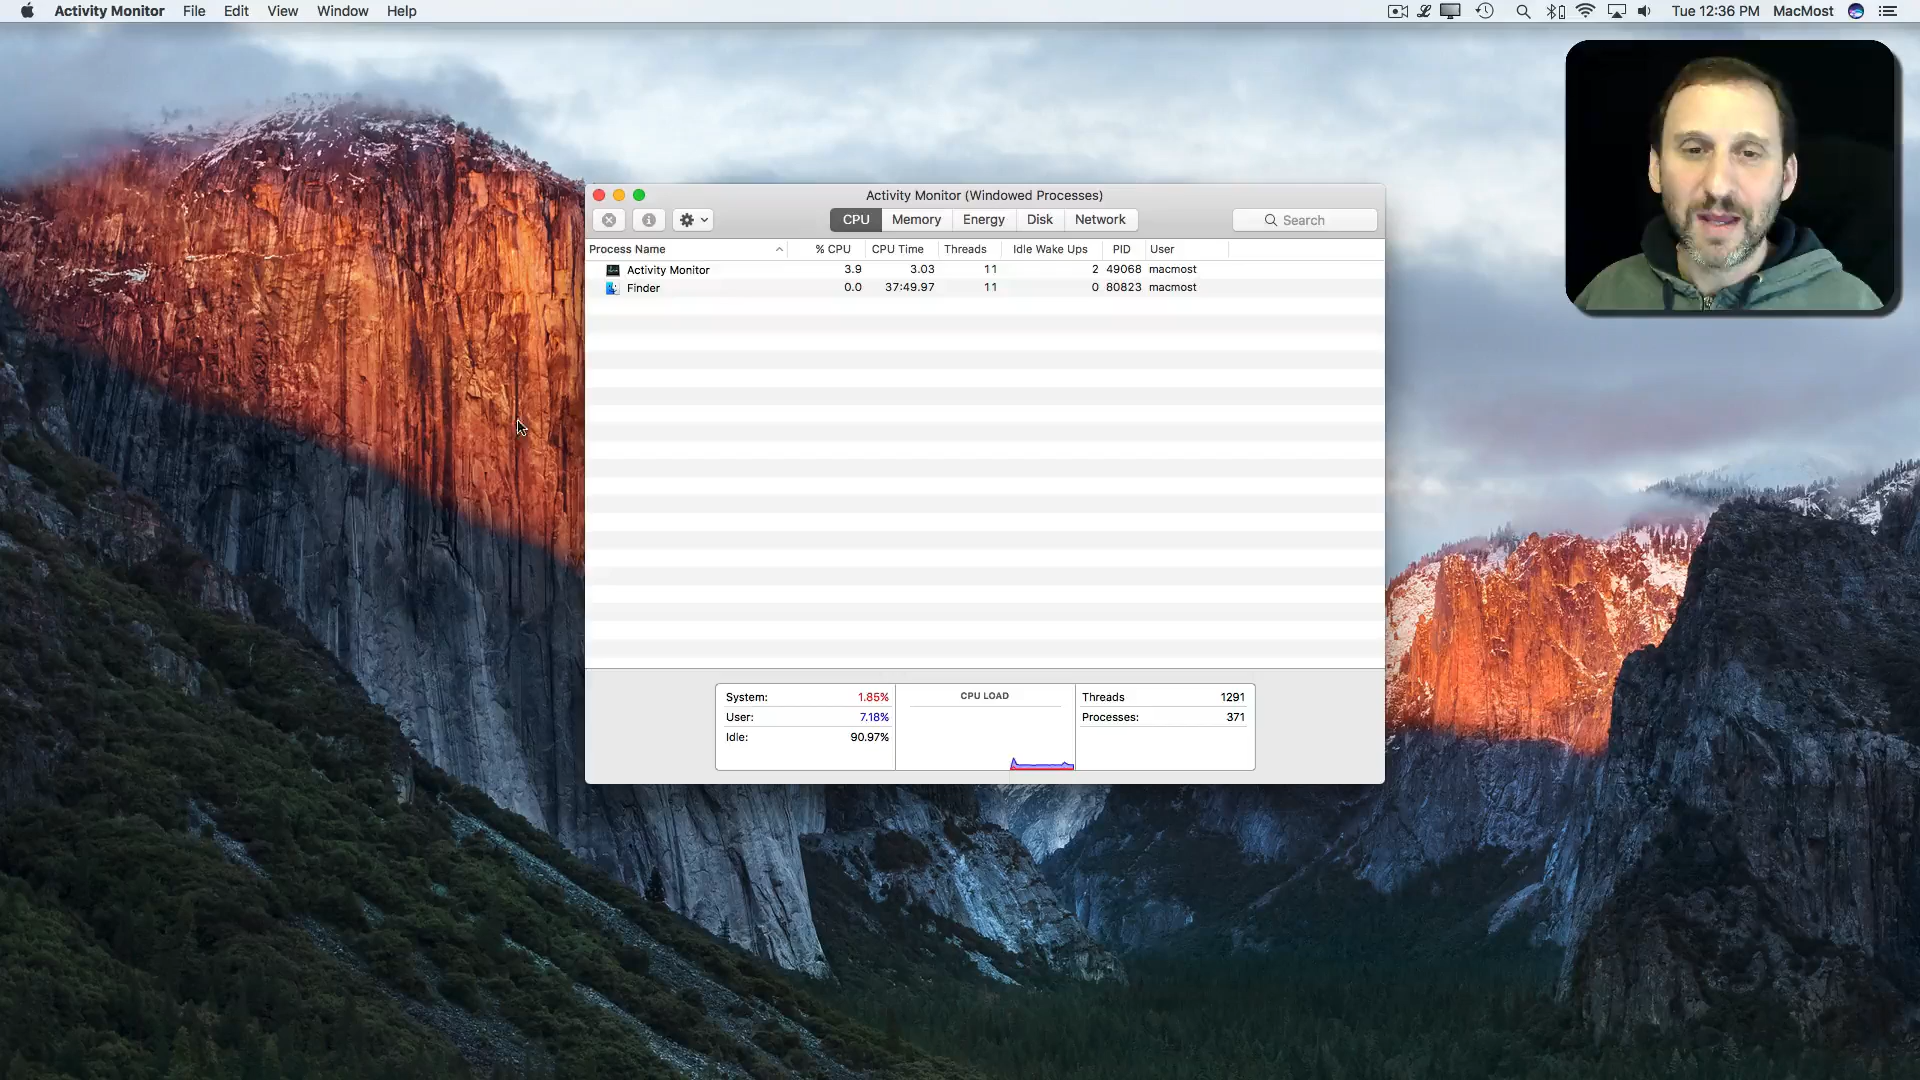 Activity Monitor File Edit View Window Help Tue 12:36 PM MacMost
Activity Monitor (Windowed Processes)
CPU Memory Energy Disk Network Search
Process Name % CPU CPU Time Threads Idle Wake Ups PID User
Activity Monitor 3.9 3.03 11 2 49068 macmost
Finder 0.0 37:49.97 11 0 80823 macmost
System: 1.85% CPU LOAD Threads 1291
User: 7.18% Processes: 371
Idle: 90.97%